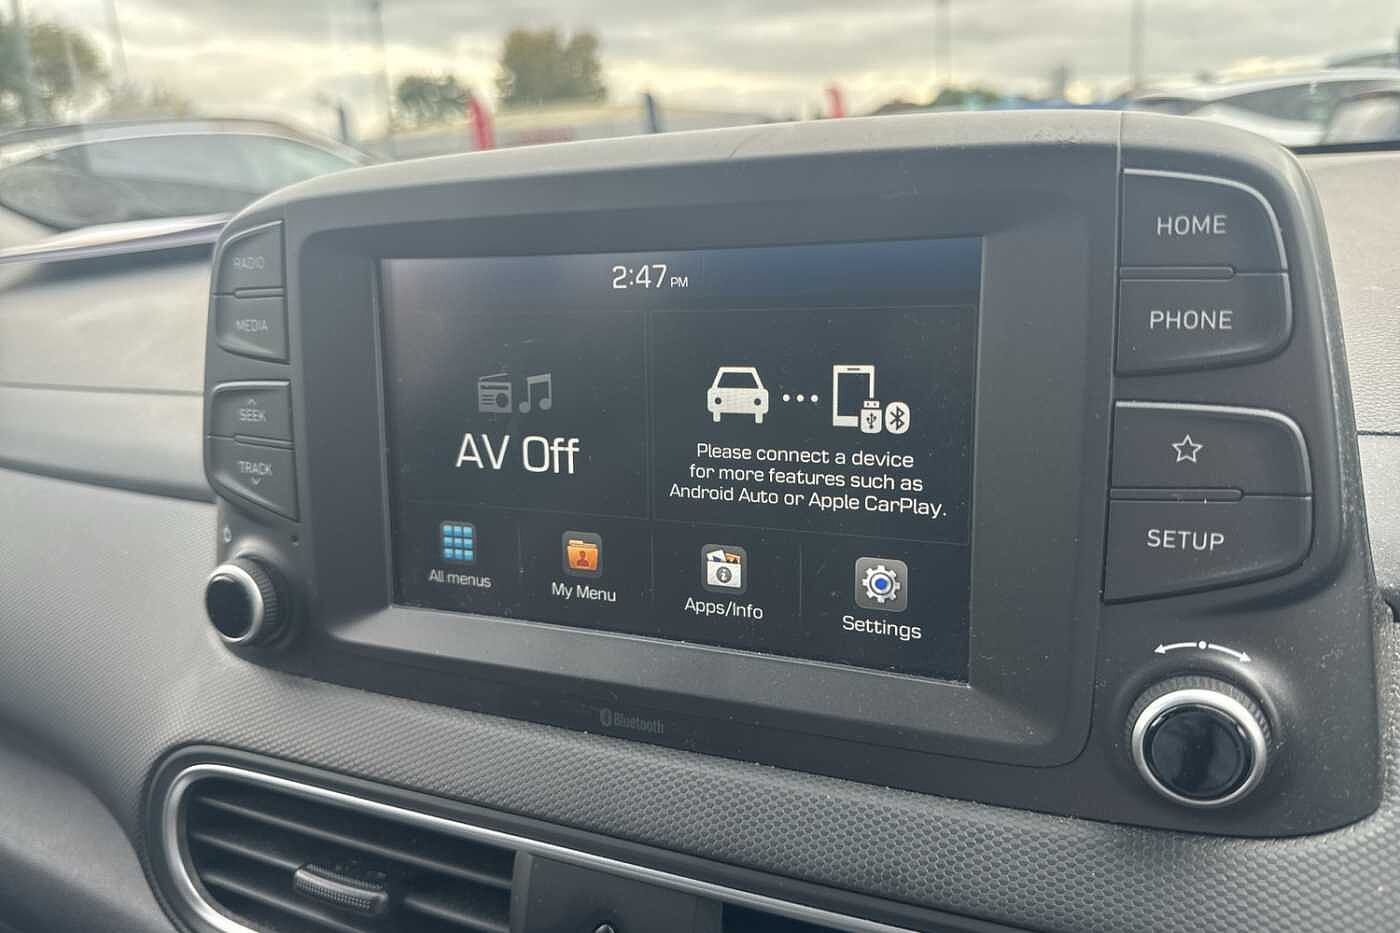 2:47 PM
RADIO
MEDIA
SEEK
TRACK
AV Off
Please connect a device
for more features such as
Android Auto or Apple CarPlay.
All menus
My Menu
Apps/Info
Settings
HOME
PHONE
SETUP
Bluetooth